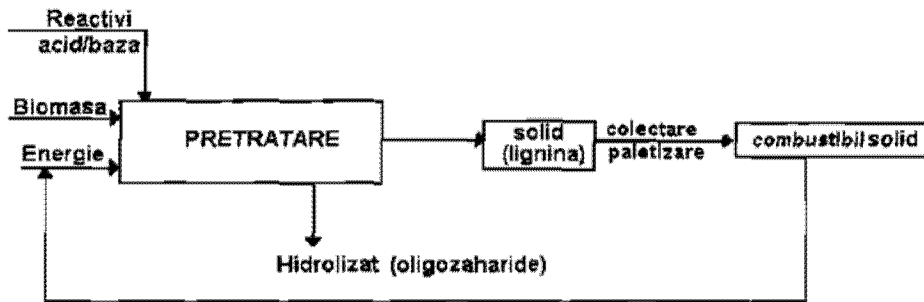 Reactivi
acid/baza
Biomasa
Energie
PRETRATARE
solid
(lignina)
colectare
paletizare
combustibil solid
Hidrolizat (oligozaharide)